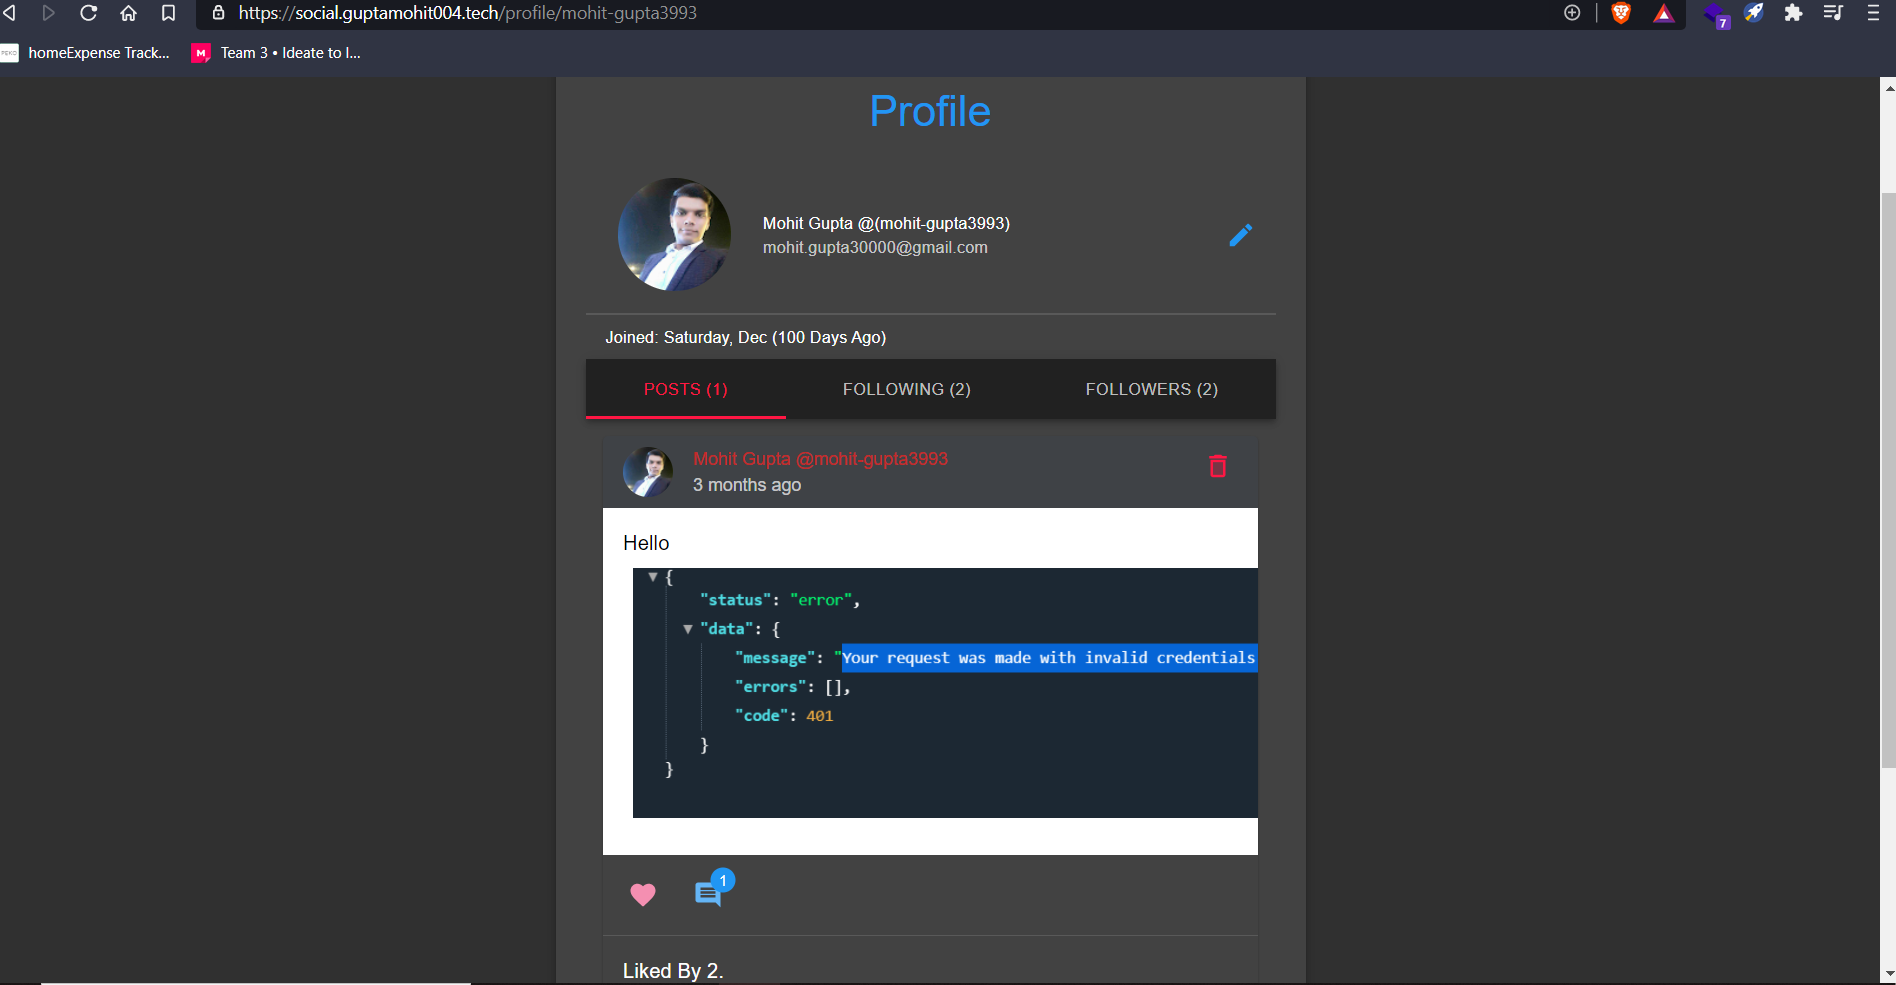 https://social.guptamohit004.tech/profile/mohit-gupta3993
7
homeExpense Track...
Team 3 • Ideate to I...
Profile
Mohit Gupta @(mohit-gupta3993)
mohit.gupta30000@gmail.com
Joined: Saturday, Dec (100 Days Ago)
POSTS (1) FOLLOWING (2) FOLLOWERS (2)
Mohit Gupta @mohit-gupta3993
3 months ago
Hello
{
"status": "error",
"data": {
"message": "Your request was made with invalid credentials
"errors": [],
"code": 401
}
}
1
Liked By 2.